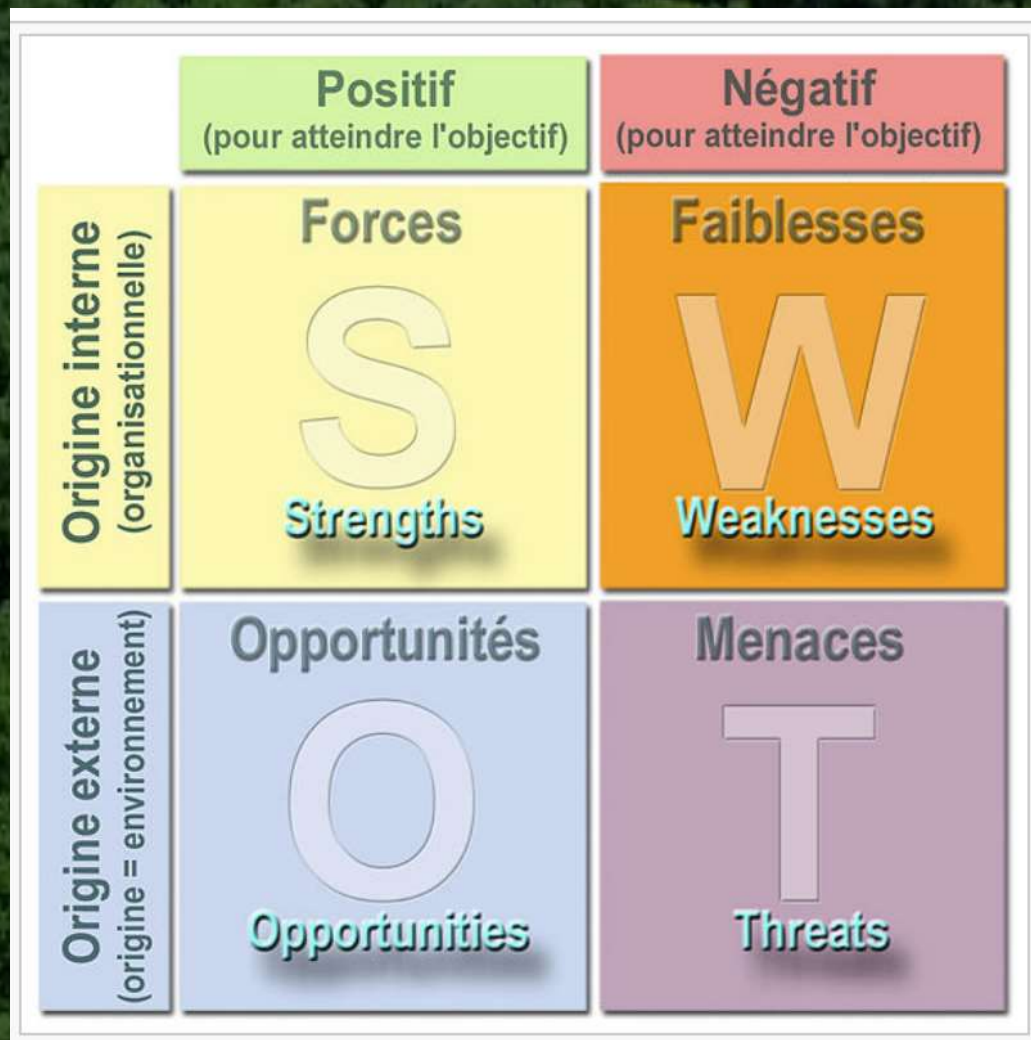 Positif
(pour atteindre l'objectif)
Négatif
(pour atteindre l'objectif)
Origine interne
(organisationnelle)
Forces
S
Strengths
Faiblesses
W
Weaknesses
Origine externe
(origine = environnement)
Opportunités
O
Opportunities
Menaces
T
Threats